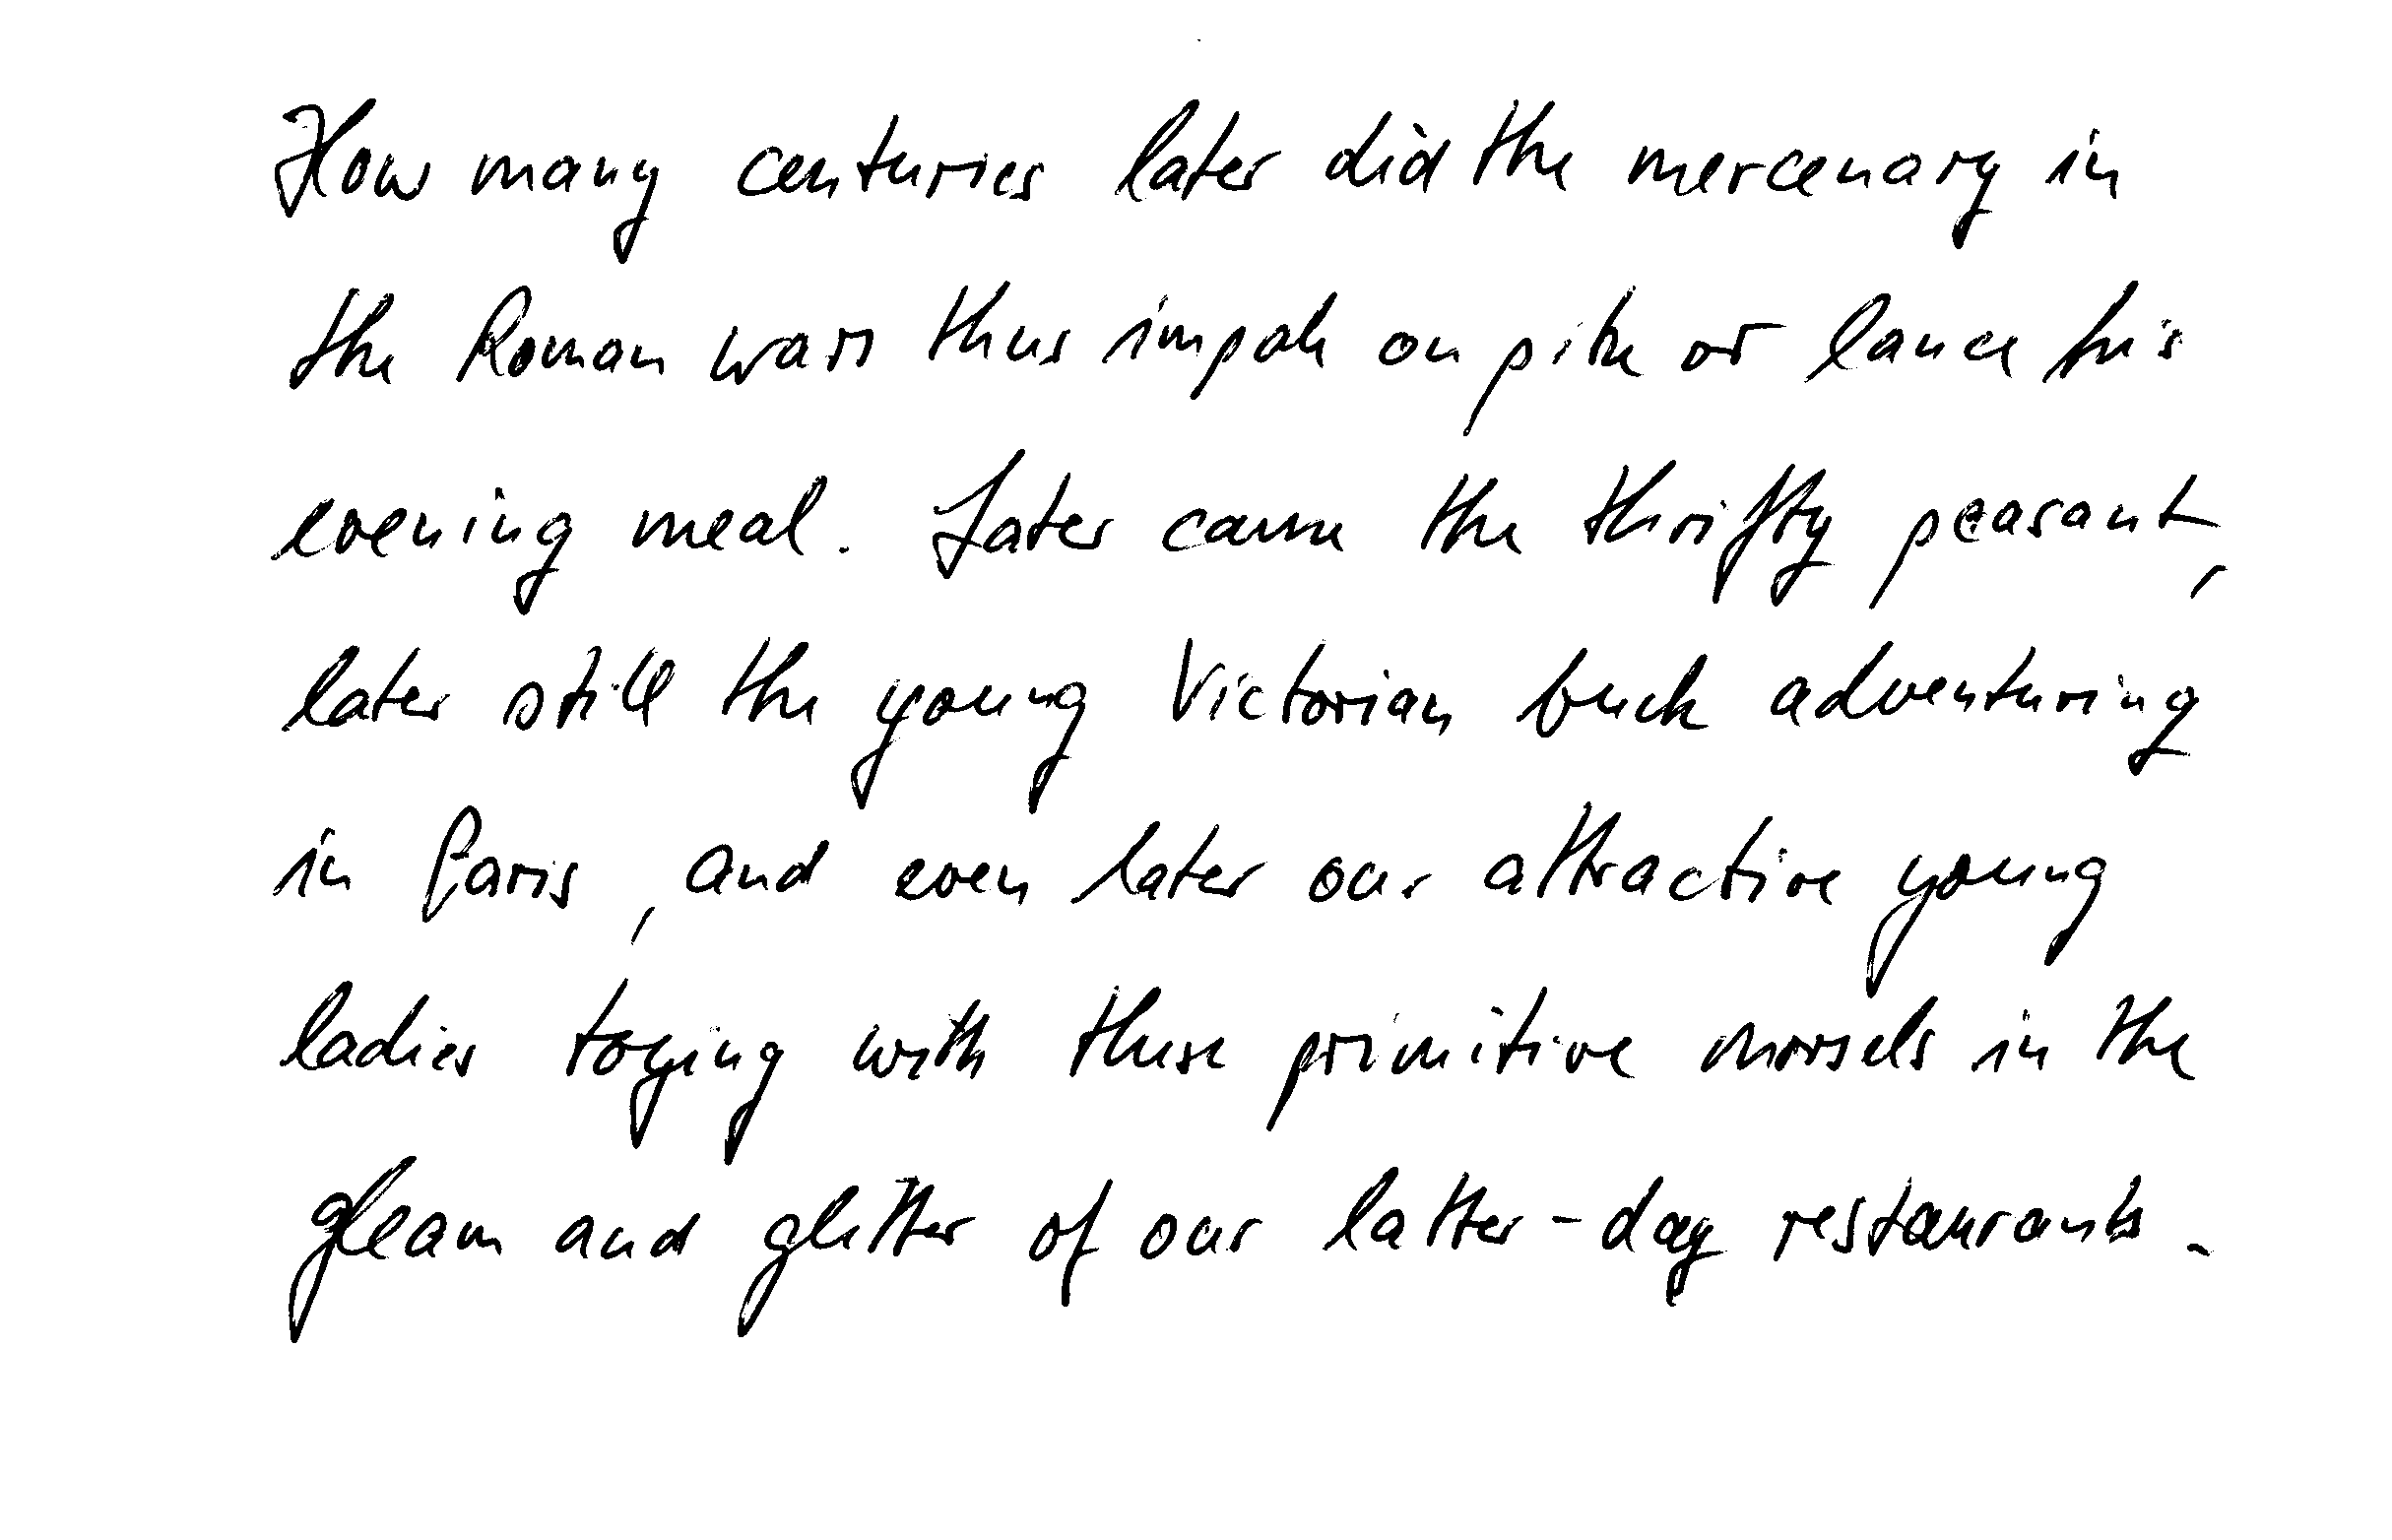 How many centuries later did the mercenary in
the Roman wars thus impale on pike or lance his
evening meal. Later came the thrifty peasant,
later still the young Victorian buck adventuring
in Paris, and even later our attractive young
ladies toying with these primitive morsels in the
gleam and glitter of our latter-day restaurants.